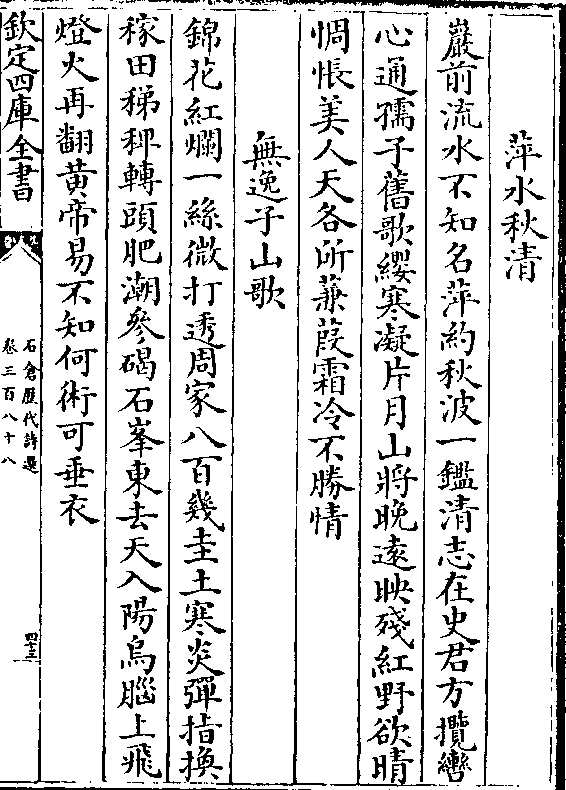 萍水秋清
巖前流水不知名萍約秋波一鑑清志在史君方攬轡
心通孺子舊歌纓寒凝片月山將晚遠映殘紅野欲晴
惆悵美人天各所蒹葭霜冷不勝情
無逸子山歌
錦花紅爛一絲微打透周家八百幾圭土寒炎彈指換
稼田稊稗轉頭肥潮參碣石峯東去天入陽烏腦上飛
燈火再翻黄帝易不知何術可垂衣
欽定四庫全書
石倉歷代詩選
卷三百八十八
四十三